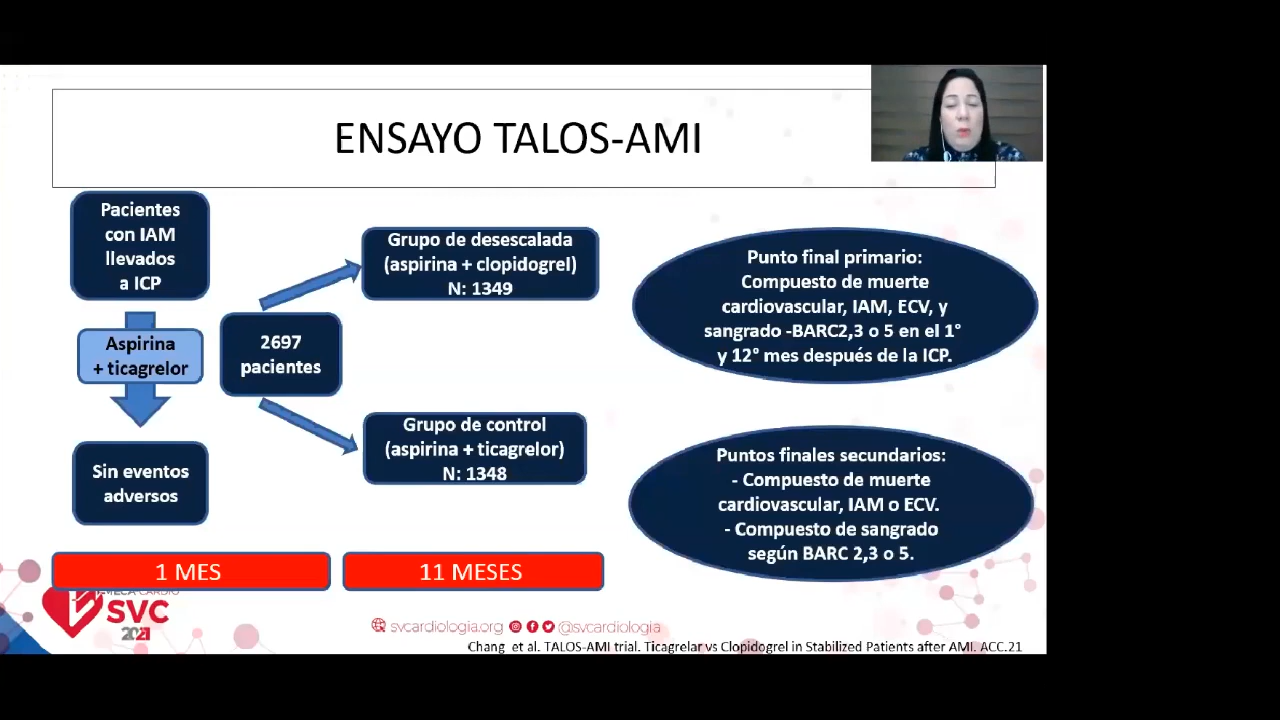 ENSAYO TALOS-AMI
Pacientes
con IAM
llevados
a ICP
Aspirina
+ ticagrelor
Sin eventos
adversos
2697
pacientes
Grupo de desescalada
(aspirina + clopidogrel)
N: 1349
Grupo de control
(aspirina + ticagrelor)
N: 1348
Punto final primario:
Compuesto de muerte
cardiovascular, IAM, ECV, y
sangrado -BARC2,3 o 5 en el 1°
y 12° mes después de la ICP.
Puntos finales secundarios:
- Compuesto de muerte
cardiovascular, IAM o ECV.
- Compuesto de sangrado
según BARC 2,3 o 5.
1 MES
11 MESES
SVC
2021
svcardiologia.org
@svcardiologia
Chang et al. TALOS-AMI trial. Ticagrelar vs Clopidogrel in Stabilized Patients after AMI. ACC.21